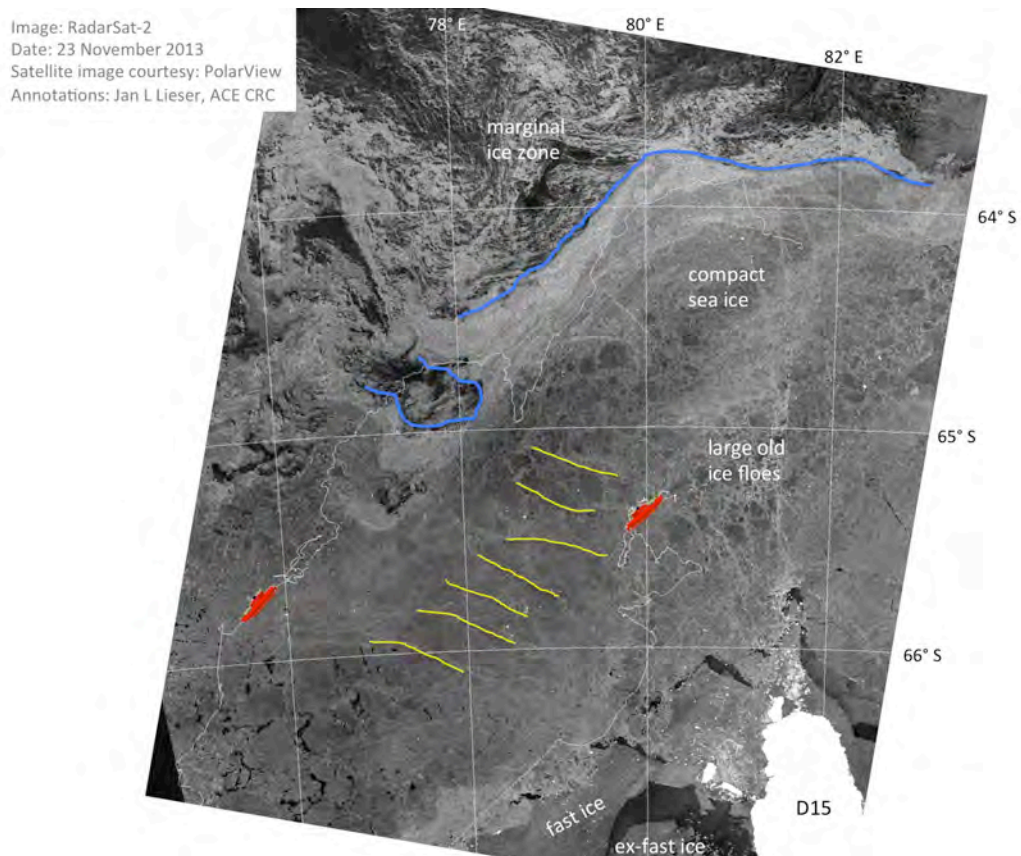 Image: RadarSat-2
Date: 23 November 2013
Satellite image courtesy: PolarView
Annotations: Jan L Lieser, ACE CRC
78° E
80° E
82° E
marginal
ice zone
64° S
compact
sea ice
65° S
large old
ice floes
66° S
D15
fast ice
ex-fast ice